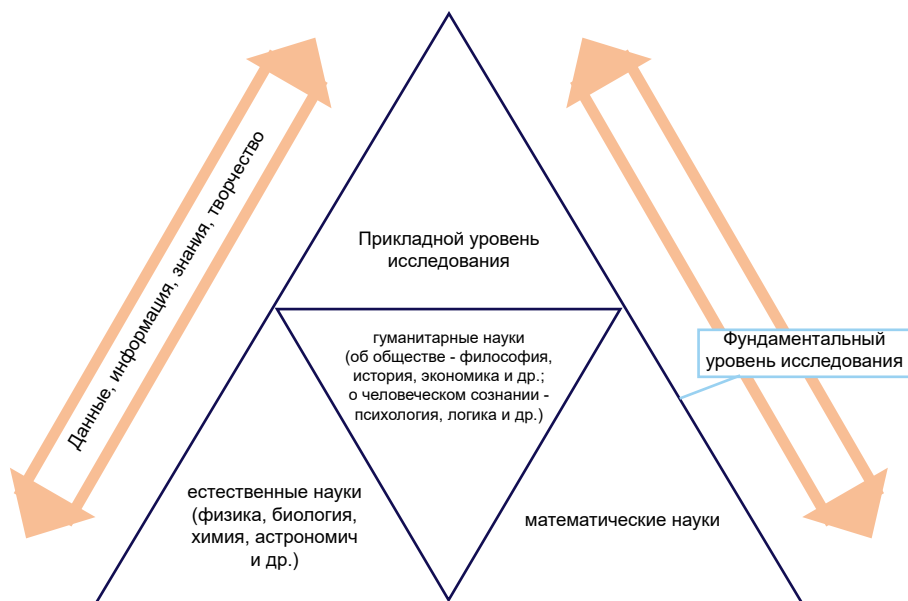 Данные, информация, знания, творчество
Прикладной уровень
исследования
Фундаментальный
уровень исследования
гуманитарные науки
(об обществе - философия,
история, экономика и др.;
о человеческом сознании -
психология, логика и др.)
естественные науки
(физика, биология,
химия, астрономич
и др.)
математические науки